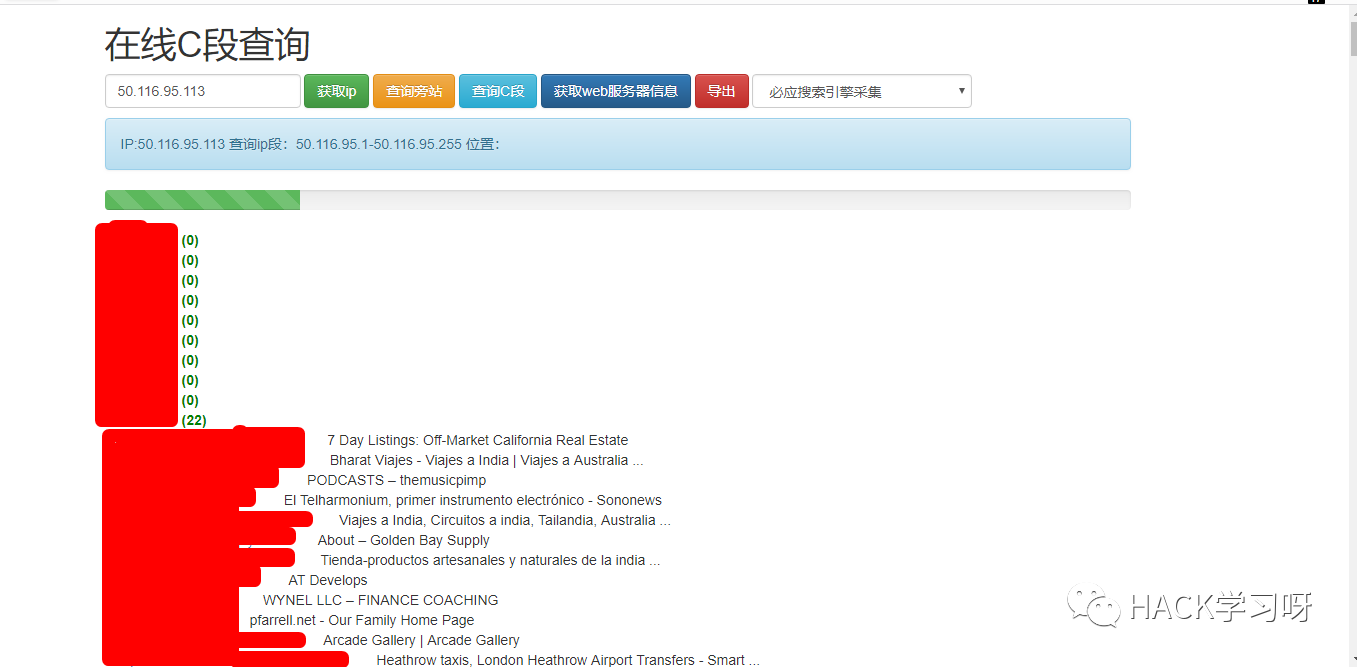 在线C段查询
50.116.95.113 获取ip 查询旁站 查询C段 获取web服务器信息 导出 必应搜索引擎采集
IP:50.116.95.113 查询ip段：50.116.95.1-50.116.95.255 位置：
(0)
(0)
(0)
(0)
(0)
(0)
(0)
(0)
(0)
(22)
7 Day Listings: Off-Market California Real Estate
Bharat Viajes - Viajes a India | Viajes a Australia ...
PODCASTS – themusicpimp
El Telharmonium, primer instrumento electrónico - Sononews
Viajes a India, Circuitos a india, Tailandia, Australia ...
About – Golden Bay Supply
Tienda-productos artesanales y naturales de la india ...
AT Develops
WYNEL LLC – FINANCE COACHING
pfarrell.net - Our Family Home Page
Arcade Gallery | Arcade Gallery
Heathrow taxis, London Heathrow Airport Transfers - Smart ...
HACK学习呀